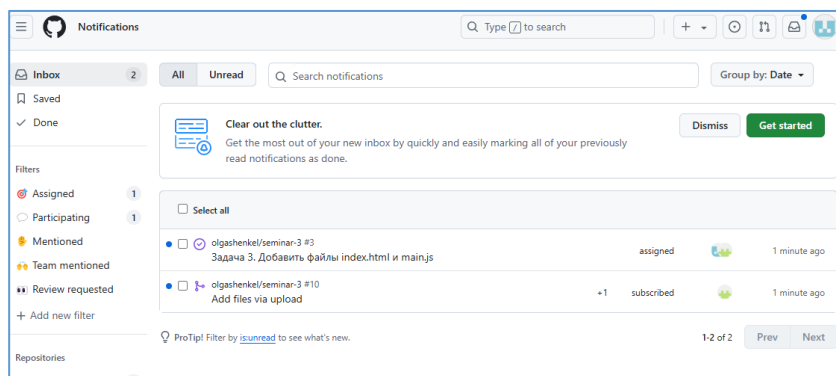 Notifications
Type / to search
Inbox 2
Saved
Done
Filters
Assigned 1
Participating 1
Mentioned
Team mentioned
Review requested
Add new filter
Repositories
All Unread Search notifications Group by: Date
Clear out the clutter.
Get the most out of your new inbox by quickly and easily marking all of your previously
read notifications as done.
Dismiss Get started
Select all
olgashenkel/seminar-3 #3
Задача 3. Добавить файлы index.html и main.js
assigned 1 minute ago
olgashenkel/seminar-3 #10
Add files via upload
+1 subscribed 1 minute ago
ProTip! Filter by is:unread to see what's new.
1-2 of 2 Prev Next